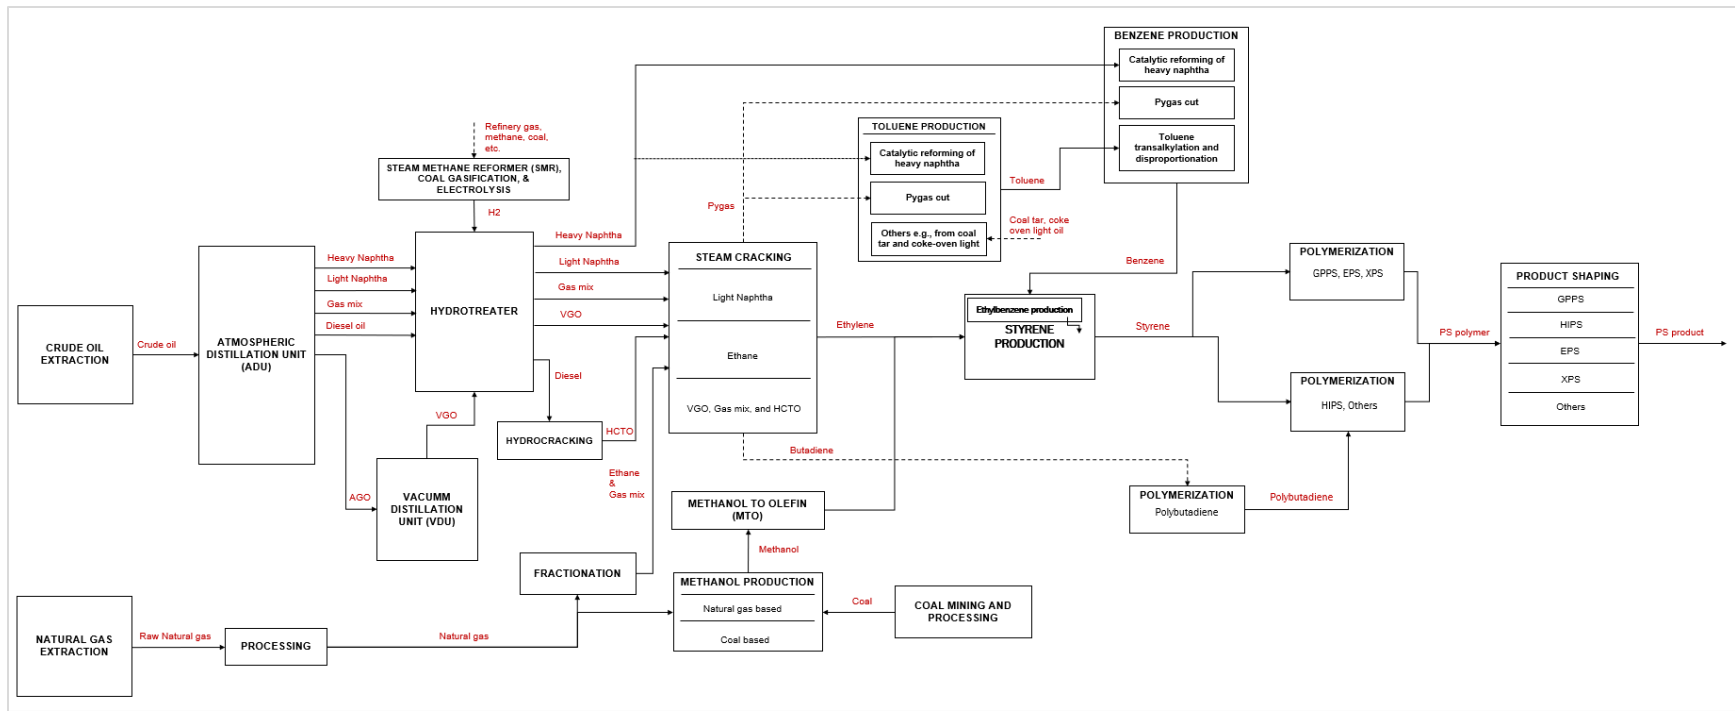 BENZENE PRODUCTION
Catalytic reforming of
heavy naphtha
Pygas cut
Toluene
transalkylation and
disproportionation
Refinery gas,
methane, coal,
etc.
TOLUENE PRODUCTION
Catalytic reforming of
heavy naphtha
Pygas cut
Others e.g., from coal
tar and coke-oven light
Toluene
Coal tar, coke
oven light oil
STEAM METHANE REFORMER (SMR),
COAL GASIFICATION, &
ELECTROLYSIS
H2
Pygas
Heavy Naphtha
Light Naphtha
Gas mix
Diesel oil
HYDROTREATER
Heavy Naphtha
Light Naphtha
Gas mix
VGO
STEAM CRACKING
Light Naphtha
Ethane
VGO, Gas mix, and HCTO
Benzene
POLYMERIZATION
GPPS, EPS, XPS
PRODUCT SHAPING
GPPS
HIPS
EPS
XPS
Others
CRUDE OIL
EXTRACTION
Crude oil
ATMOSPHERIC
DISTILLATION UNIT
(ADU)
Ethylene
Ethylbenzene production
STYRENE
PRODUCTION
Styrene
PS polymer
PS product
Diesel
POLYMERIZATION
HIPS, Others
VGO
HYDROCRACKING
HCTO
Butadiene
Ethane
&
Gas mix
AGO
VACUMM
DISTILLATION
UNIT (VDU)
METHANOL TO OLEFIN
(MTO)
POLYMERIZATION
Polybutadiene
Polybutadiene
Methanol
FRACTIONATION
METHANOL PRODUCTION
Natural gas based
Coal based
Coal
COAL MINING AND
PROCESSING
NATURAL GAS
EXTRACTION
Raw Natural gas
PROCESSING
Natural gas